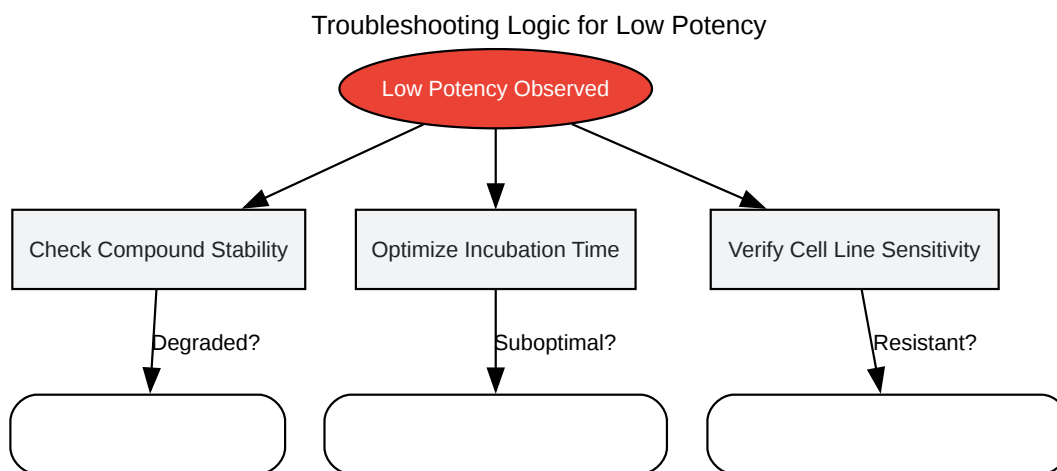 Troubleshooting Logic for Low Potency
Low Potency Observed
Check Compound Stability
Optimize Incubation Time
Verify Cell Line Sensitivity
Degraded?
Suboptimal?
Resistant?